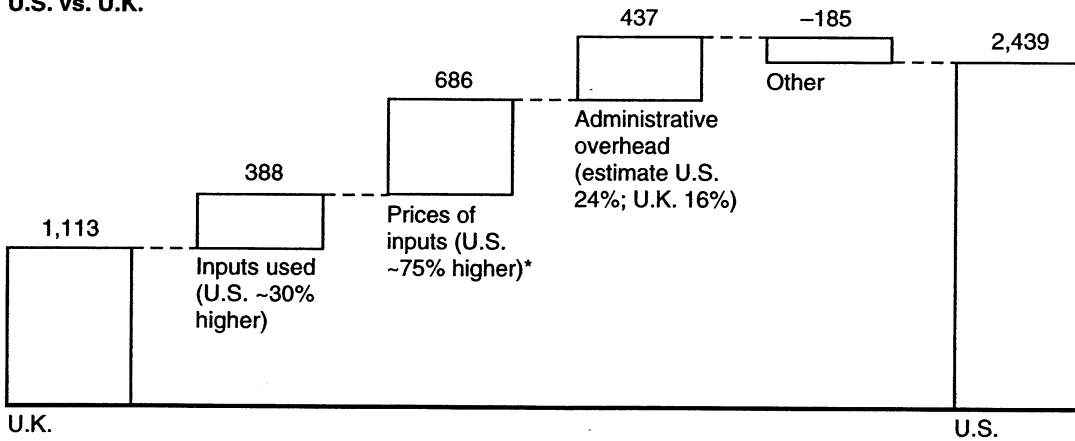 U.S. vs. U.K.
1,113
U.K.
388
Inputs used
(U.S. ~30%
higher)
686
Prices of
inputs (U.S.
~75% higher)*
437
Administrative
overhead
(estimate U.S.
24%; U.K. 16%)
–185
Other
2,439
U.S.